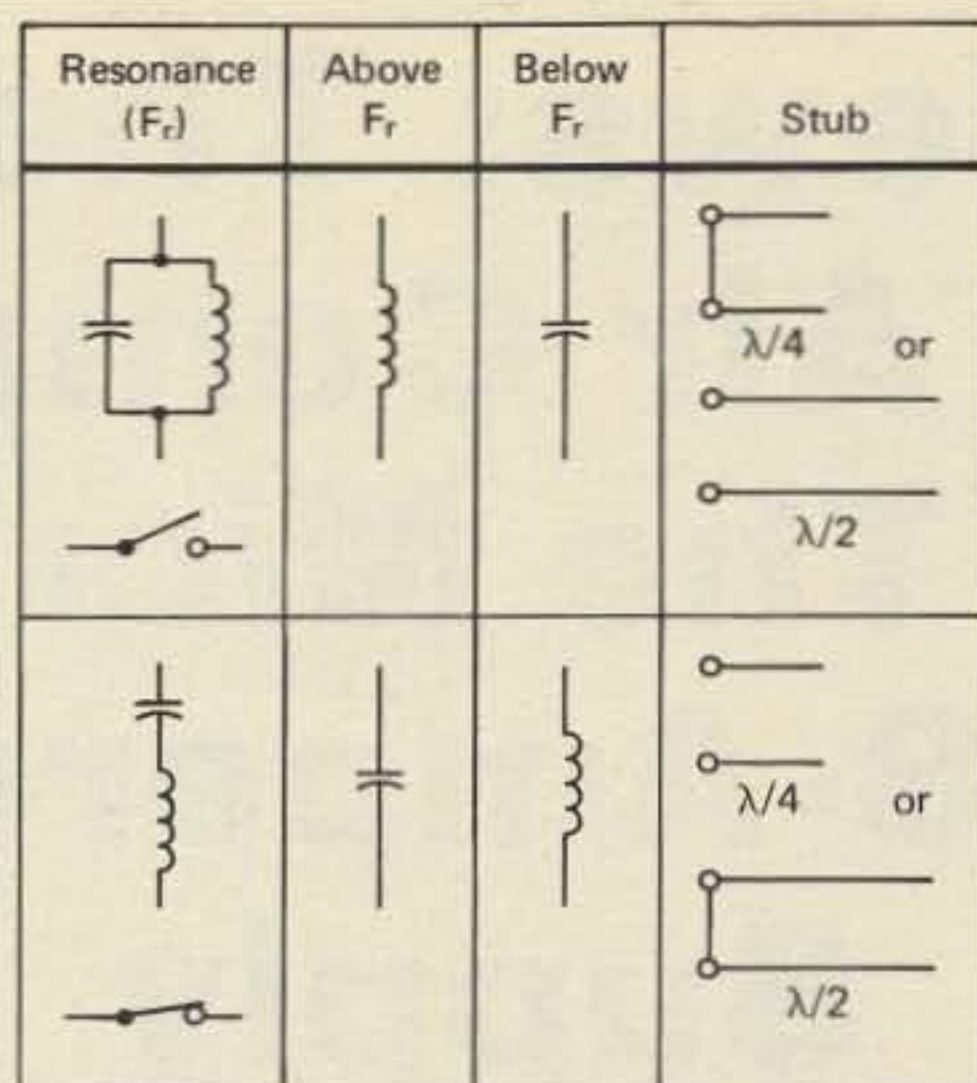 Resonance
(Fr)
Above
Fr
Below
Fr
Stub
λ/4 or
λ/2
λ/4 or
λ/2